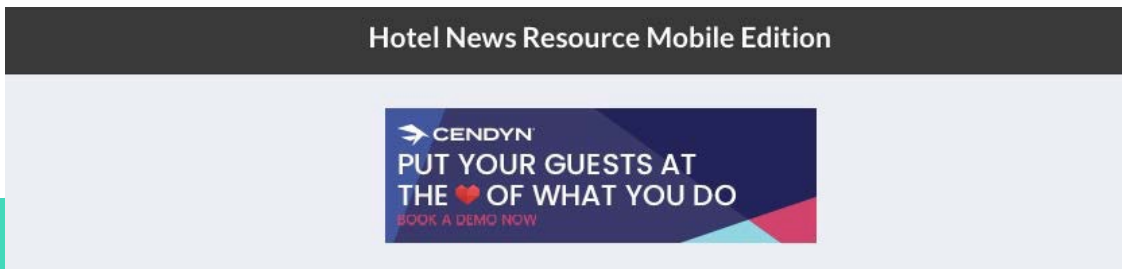 Hotel News Resource Mobile Edition
CENDYN
PUT YOUR GUESTS AT
THE ❤ OF WHAT YOU DO
BOOK A DEMO NOW